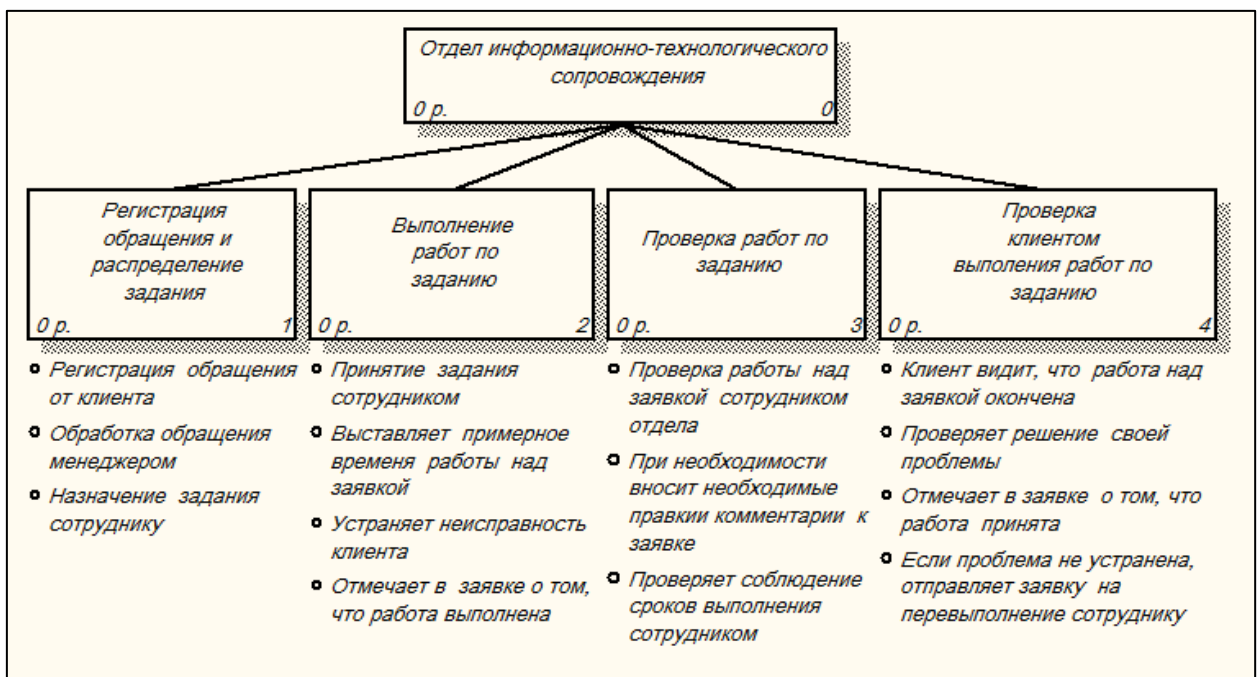 Отдел информационно-технологического
сопровождения
0 р. 0
Регистрация
обращения и
распределение
задания
0 р. 1
Выполнение
работ по
заданию
0 р. 2
Проверка работ по
заданию
0 р. 3
Проверка
клиентом
выполения работ по
заданию
0 р. 4
Регистрация обращения
от клиента
Обработка обращения
менеджером
Назначение задания
сотруднику
Принятие задания
сотрудником
Выставляет примерное
временя работы над
заявкой
Устраняет неисправность
клиента
Отмечает в заявке о том,
что работа выполнена
Проверка работы над
заявкой сотрудником
отдела
При необходимости
вносит необходимые
правкии комментарии к
заявке
Проверяет соблюдение
сроков выполнения
сотрудником
Клиент видит, что работа над
заявкой окончена
Проверяет решение своей
проблемы
Отмечает в заявке о том, что
работа принята
Если проблема не устранена,
отправляет заявку на
перевыполнение сотруднику